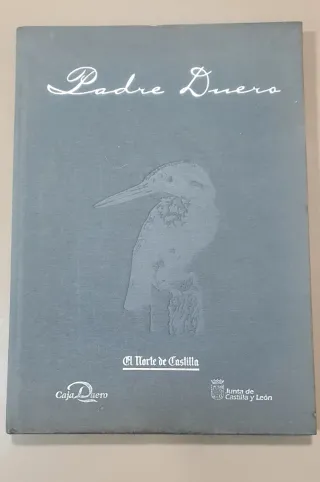 Padre Duero
El Norte de Castilla
Caja Duero
Junta de
Castilla y León